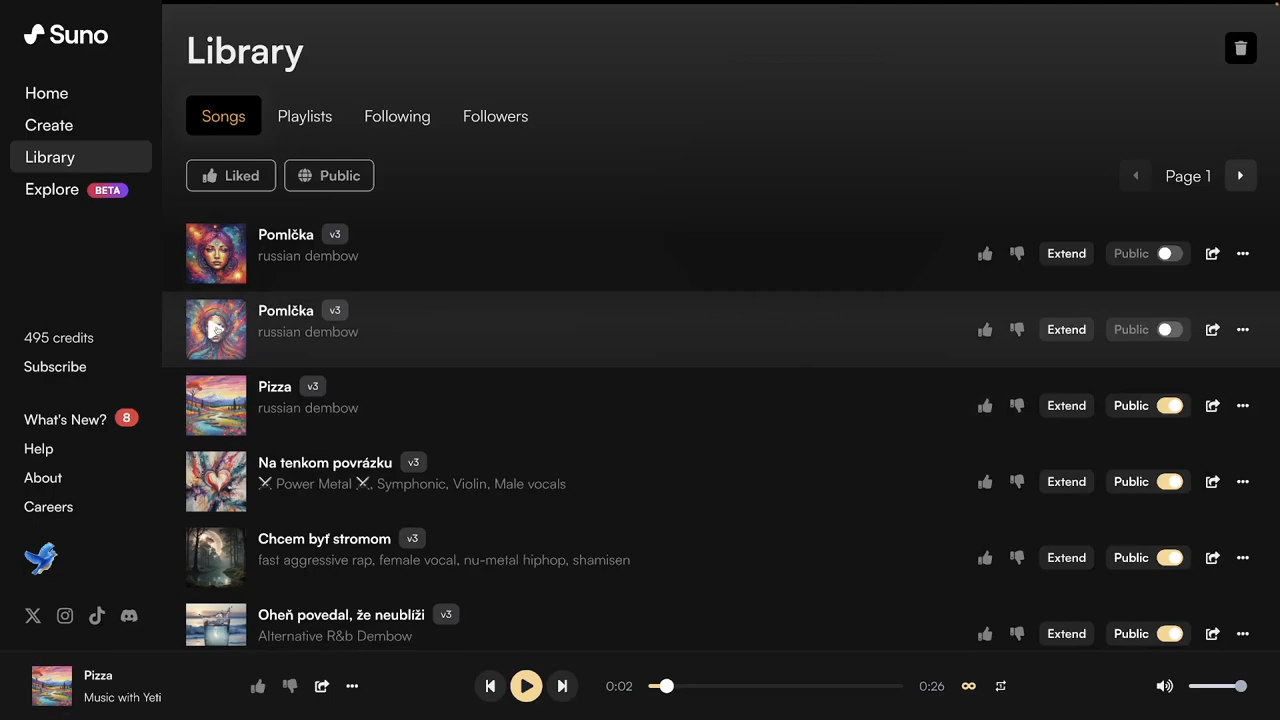 Suno
Home
Create
Library
Explore BETA
495 credits
Subscribe
What's New? 8
Help
About
Careers
Library
Songs Playlists Following Followers
Liked Public
Page 1
Pomlčka v3
russian dembow
Extend Public
Pomlčka v3
russian dembow
Extend Public
Pizza v3
russian dembow
Extend Public
Na tenkom povrázku v3
⚔ Power Metal ⚔, Symphonic, Violin, Male vocals
Extend Public
Chcem byť stromom v3
fast aggressive rap, female vocal, nu-metal hiphop, shamisen
Extend Public
Oheň povedal, že neublíži v3
Alternative R&b Dembow
Extend Public
Pizza
Music with Yeti
0:02 0:26